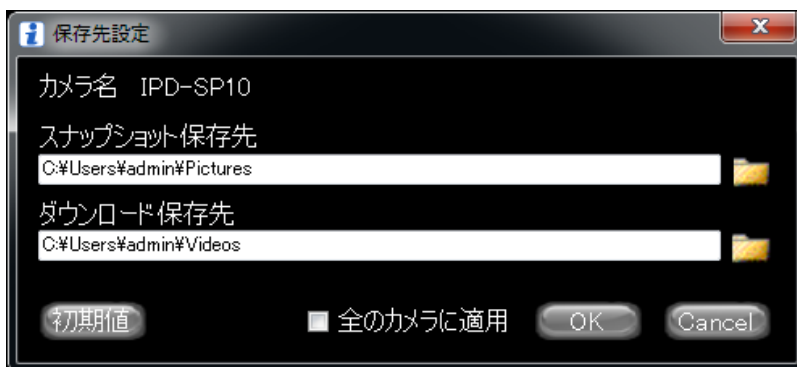 保存先設定
カメラ名 IPD-SP10
スナップショット保存先
C:¥Users¥admin¥Pictures
ダウンロード保存先
C:¥Users¥admin¥Videos
初期値 全のカメラに適用 OK Cancel